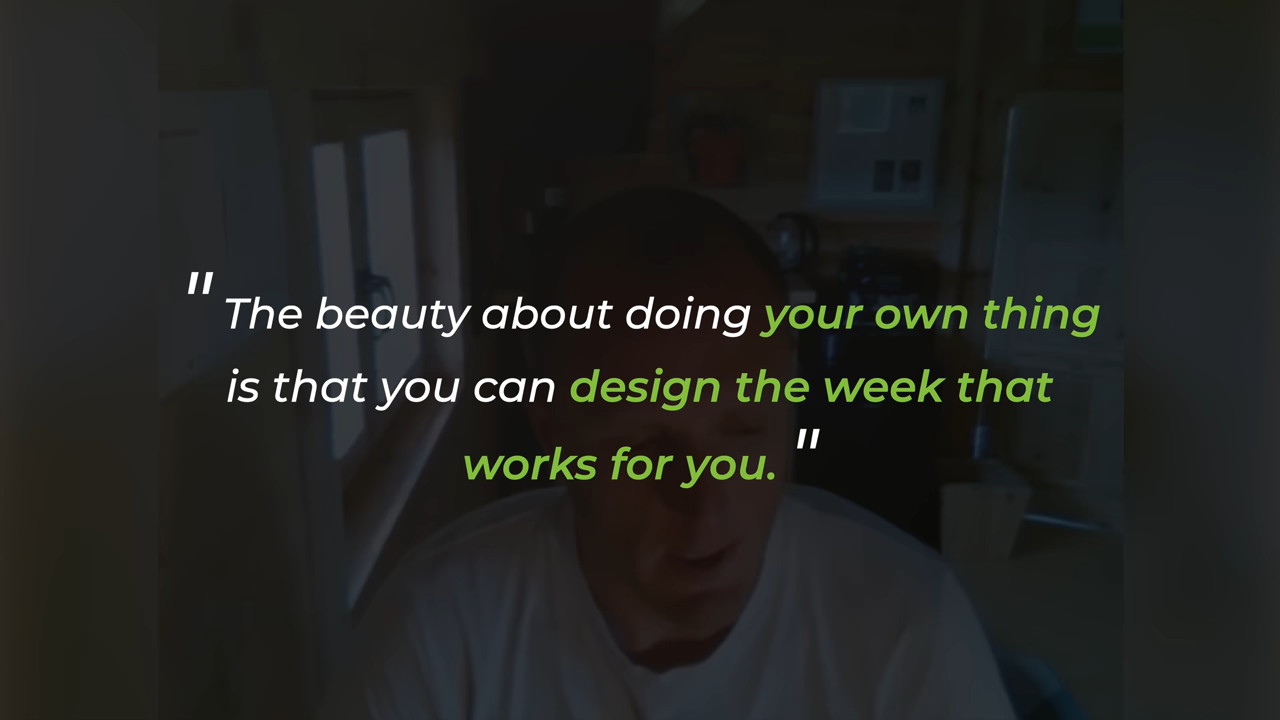 " The beauty about doing your own thing
is that you can design the week that
works for you. "